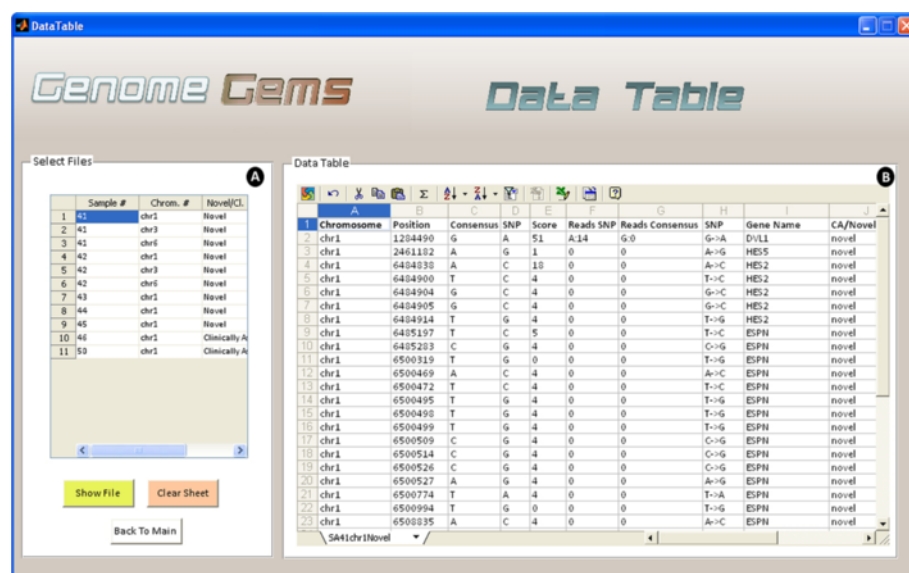 DataTable
Genome Gems
Data Table
Select Files
A
Sample # Chrom. # Novel/Cl.
1 41 chr1 Novel
2 41 chr3 Novel
3 41 chr6 Novel
4 42 chr1 Novel
5 42 chr3 Novel
6 42 chr6 Novel
7 43 chr1 Novel
8 44 chr1 Novel
9 45 chr1 Novel
10 46 chr1 Clinically A
11 50 chr1 Clinically A
Show File Clear Sheet
Back To Main
Data Table
B
A B C D E F G H I J
1 Chromosome Position Consensus SNP Score Reads SNP Reads Consensus SNP Gene Name CA/Novel
2 chr1 1284490 G A 51 A:14 G:0 G->A DVL1 novel
3 chr1 2461182 A G 1 0 0 A->G HES5 novel
4 chr1 6484838 A C 18 0 0 A->C HES2 novel
5 chr1 6484900 T C 4 0 0 T->C HES2 novel
6 chr1 6484904 G C 4 0 0 G->C HES2 novel
7 chr1 6484905 G C 4 0 0 G->C HES2 novel
8 chr1 6484914 T G 4 0 0 T->G HES2 novel
9 chr1 6485197 T C 5 0 0 T->C ESPN novel
10 chr1 6485283 C G 4 0 0 C->G ESPN novel
11 chr1 6500319 T G 0 0 0 T->G ESPN novel
12 chr1 6500469 A C 4 0 0 A->C ESPN novel
13 chr1 6500472 T C 4 0 0 T->C ESPN novel
14 chr1 6500495 T G 4 0 0 T->G ESPN novel
15 chr1 6500498 T G 4 0 0 T->G ESPN novel
16 chr1 6500499 T G 4 0 0 T->G ESPN novel
17 chr1 6500509 C G 4 0 0 C->G ESPN novel
18 chr1 6500514 C G 4 0 0 C->G ESPN novel
19 chr1 6500526 C G 4 0 0 C->G ESPN novel
20 chr1 6500527 A G 4 0 0 A->G ESPN novel
21 chr1 6500774 T A 4 0 0 T->A ESPN novel
22 chr1 6500994 T G 0 0 0 T->G ESPN novel
23 chr1 6508835 A C 4 0 0 A->C ESPN novel
SA41chr1Novel